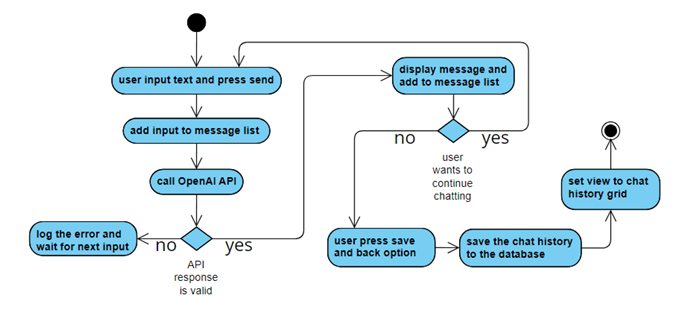 user input text and press send
add input to message list
call OpenAI API
log the error and
wait for next input
no
yes
API
response
is valid
display message and
add to message list
no
yes
user
wants to
continue
chatting
user press save
and back option
save the chat history
to the database
set view to chat
history grid